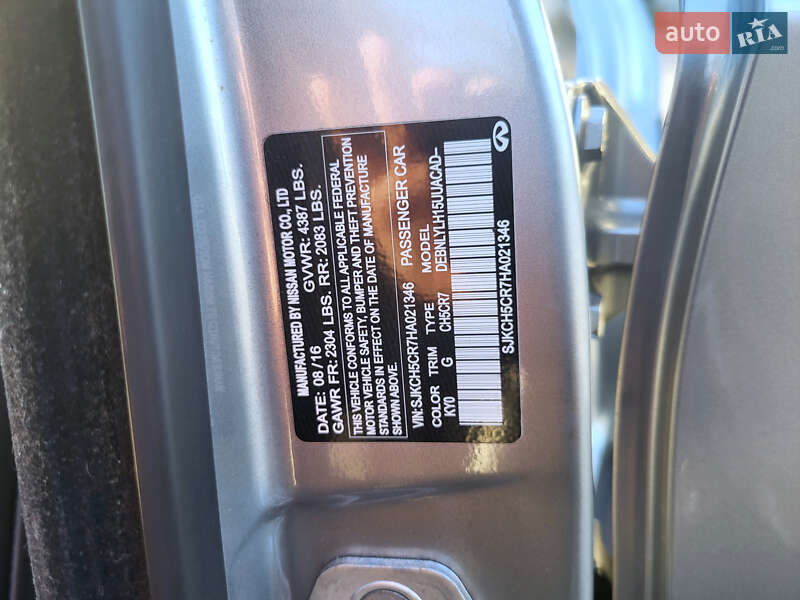 auto RIA
MANUFACTURED BY NISSAN MOTOR CO., LTD
DATE: 08/16 GVWR: 4387 LBS.
GAWR FR: 2304 LBS. RR: 2083 LBS.
THIS VEHICLE CONFORMS TO ALL APPLICABLE FEDERAL
MOTOR VEHICLE SAFETY, BUMPER AND THEFT PREVENTION
STANDARDS IN EFFECT ON THE DATE OF MANUFACTURE
SHOWN ABOVE.
VIN:SJKCH5CR7HA021346 PASSENGER CAR
COLOR TRIM TYPE MODEL
KY0 G CH5CR7 DEBNLYLH15UUACAD-
SJKCH5CR7HA021346